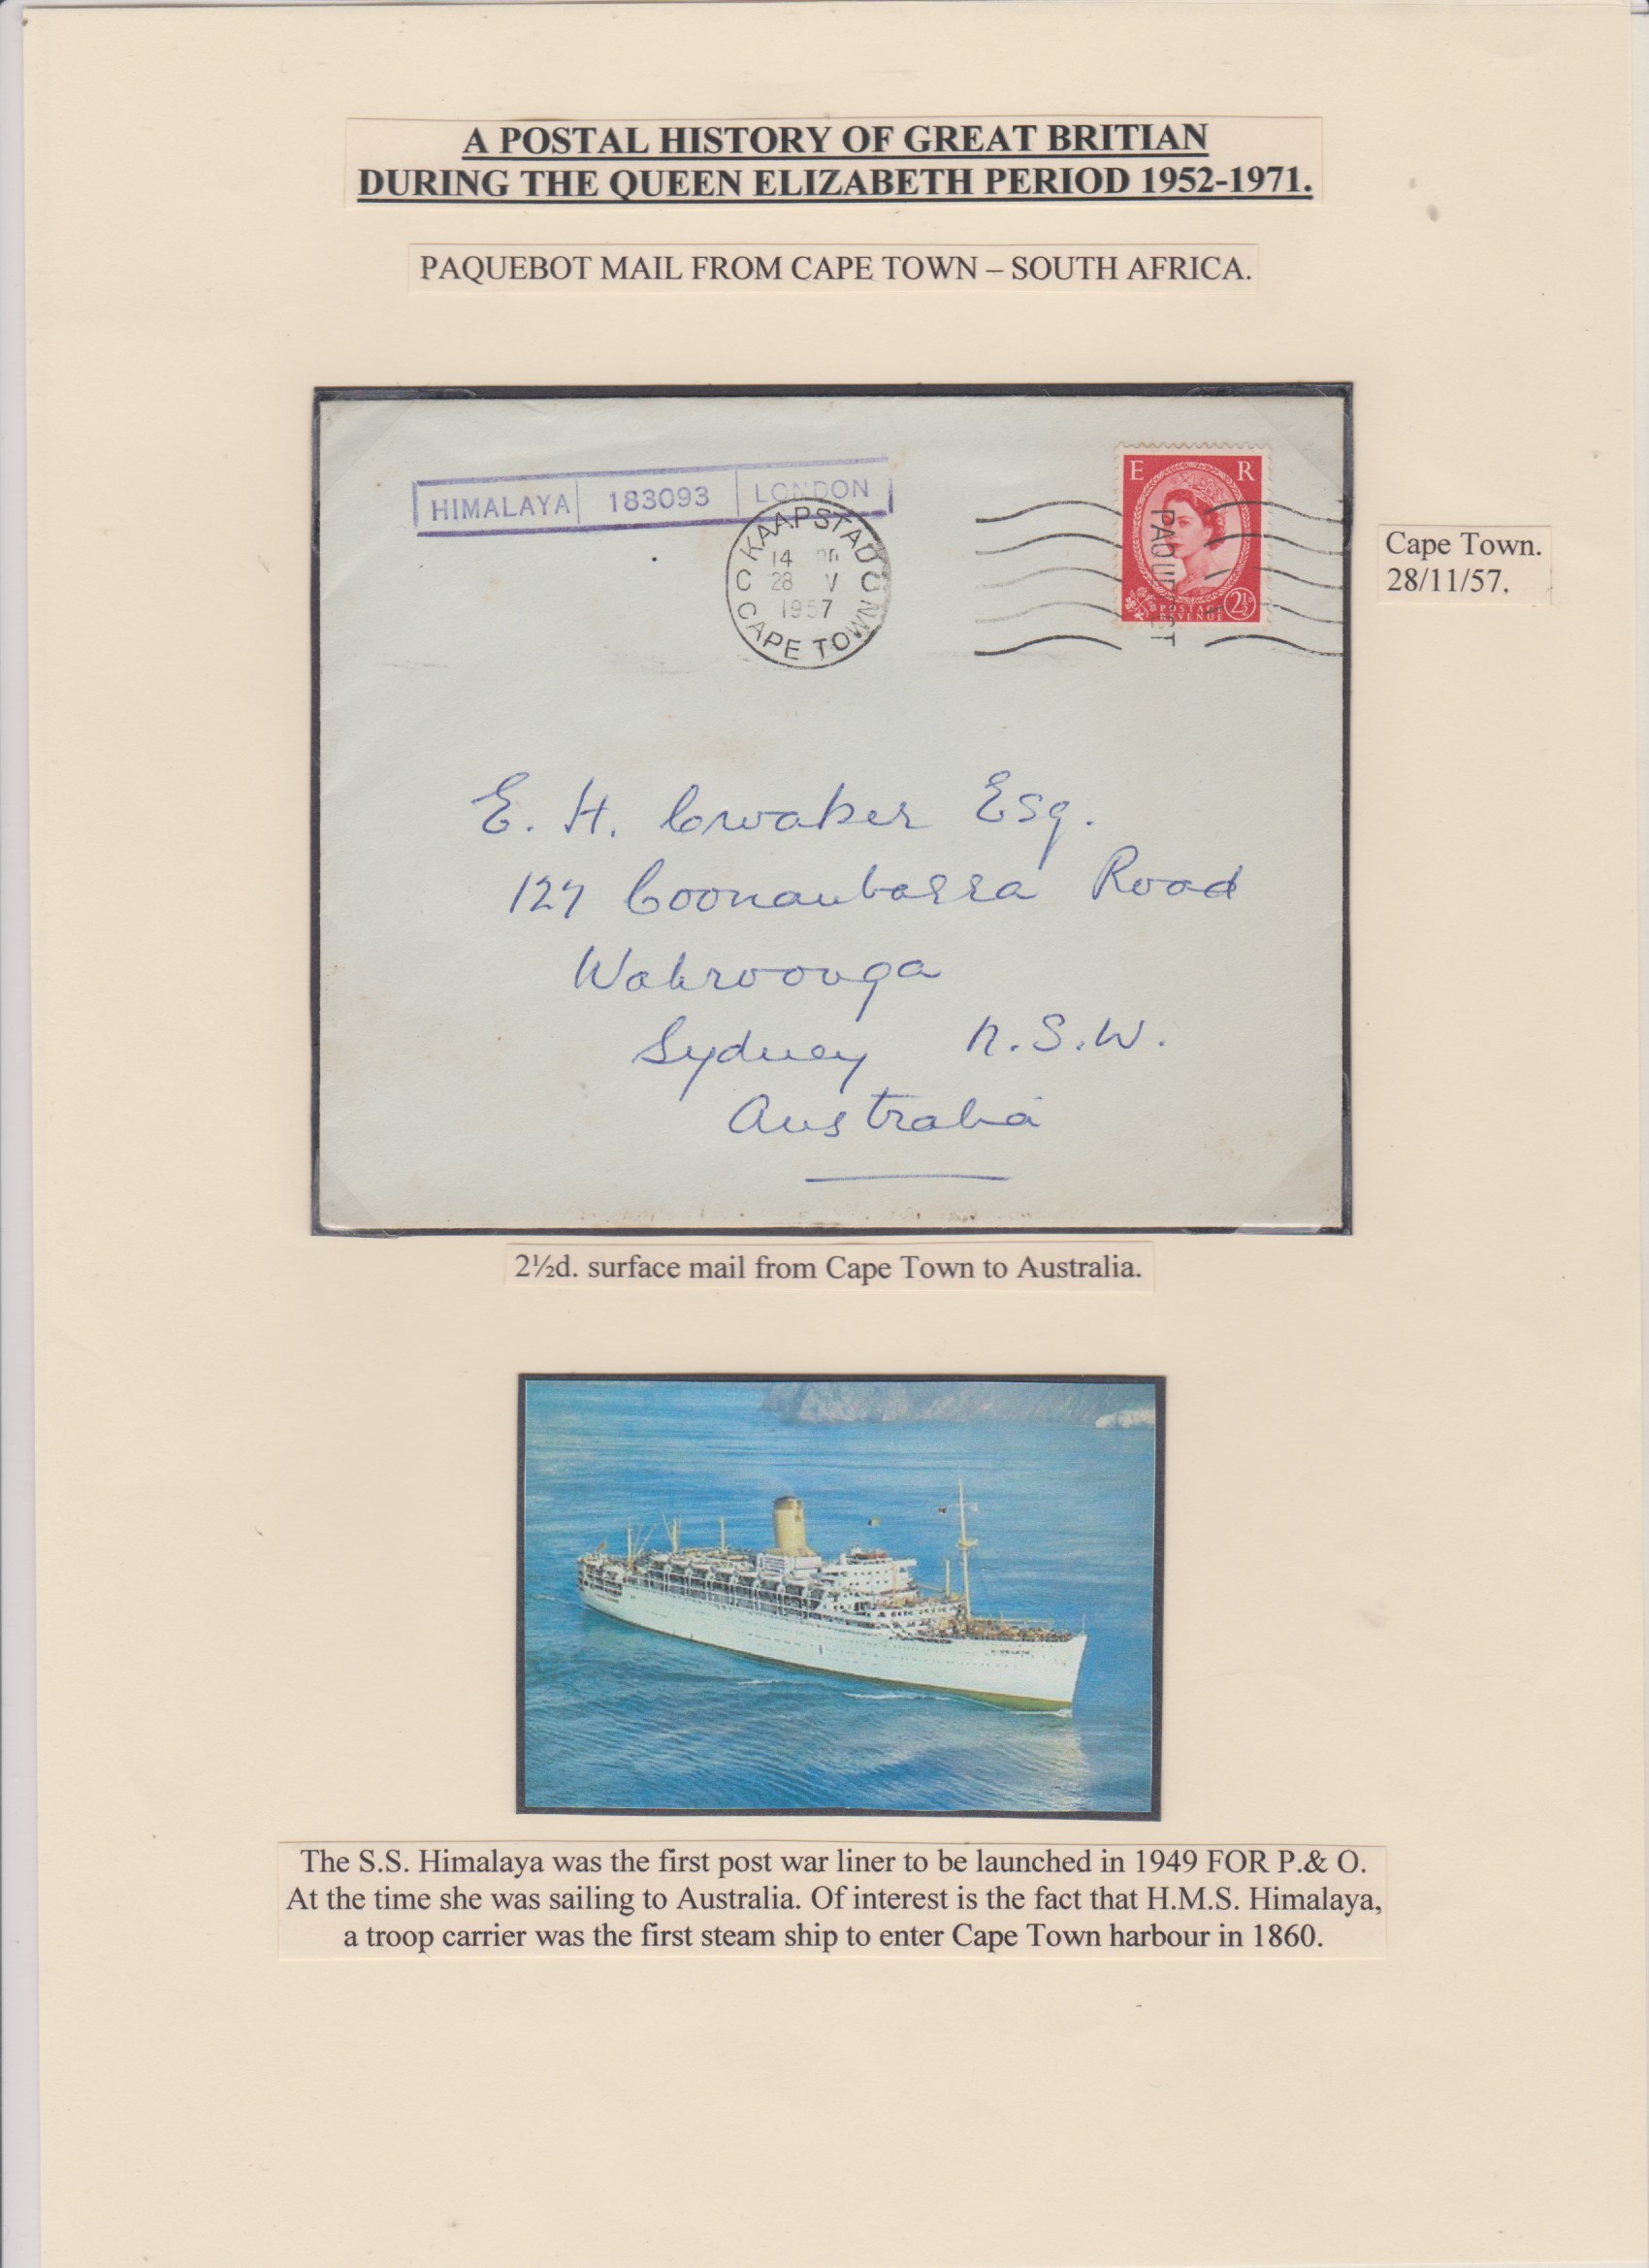 A POSTAL HISTORY OF GREAT BRITIAN
DURING THE QUEEN ELIZABETH PERIOD 1952-1971.
PAQUEBOT MAIL FROM CAPE TOWN – SOUTH AFRICA.
HIMALAYA 183093 LONDON
KAAPSTAD
14
28 V
1957
C C
CAPE TOWN
E R
PAQUEBOT
POSTAGE
REVENUE
2½D
Cape Town.
28/11/57.
E. H. Crwaker Esq.
127 Coonanbarra Road
Wahroonga
Sydney N.S.W.
Australia
2½d. surface mail from Cape Town to Australia.
The S.S. Himalaya was the first post war liner to be launched in 1949 FOR P.& O.
At the time she was sailing to Australia. Of interest is the fact that H.M.S. Himalaya,
a troop carrier was the first steam ship to enter Cape Town harbour in 1860.